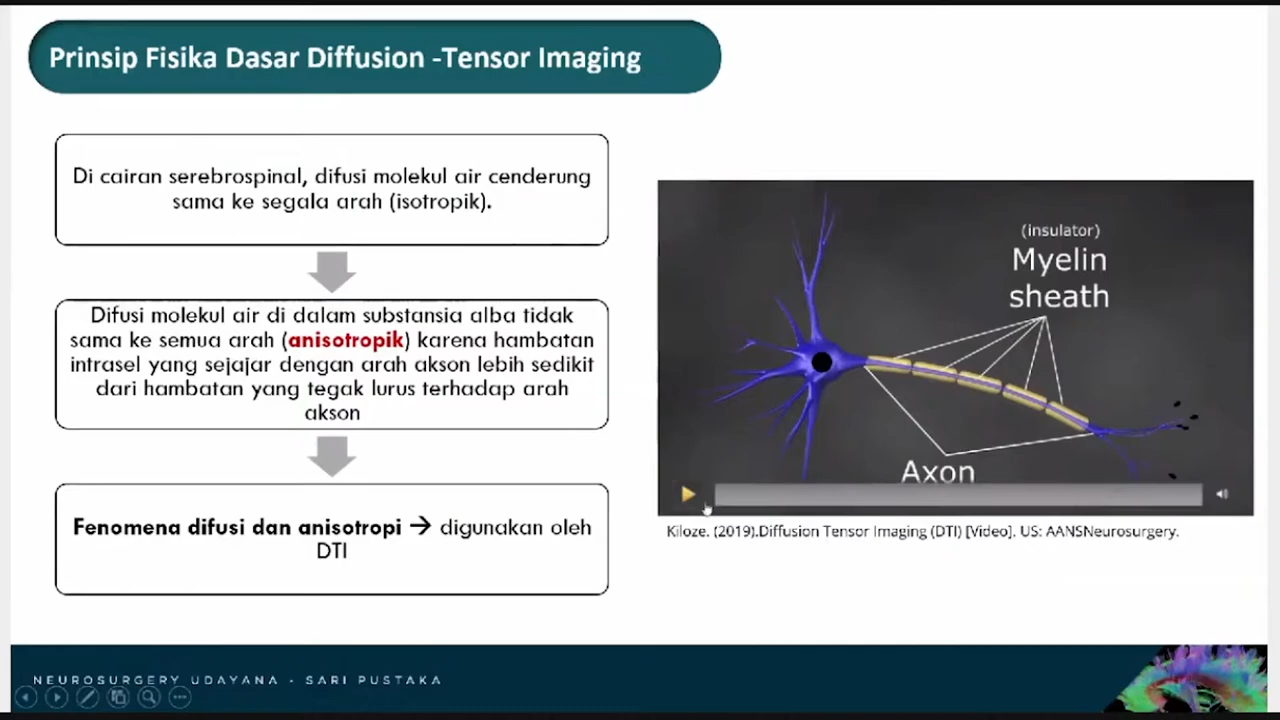 Prinsip Fisika Dasar Diffusion -Tensor Imaging
Di cairan serebrospinal, difusi molekul air cenderung
sama ke segala arah (isotropik).
Difusi molekul air di dalam substansia alba tidak
sama ke semua arah (anisotropik) karena hambatan
intrasel yang sejajar dengan arah akson lebih sedikit
dari hambatan yang tegak lurus terhadap arah
akson
Fenomena difusi dan anisotropi → digunakan oleh
DTI
(insulator)
Myelin
sheath
Axon
Kiloze. (2019).Diffusion Tensor Imaging (DTI) [Video]. US: AANSNeurosurgery.
NEUROSURGERY UDAYANA - SARI PUSTAKA